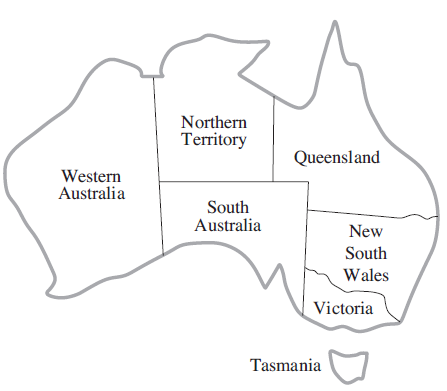 Northern
Territory
Queensland
Western
Australia
South
Australia
New
South
Wales
Victoria
Tasmania